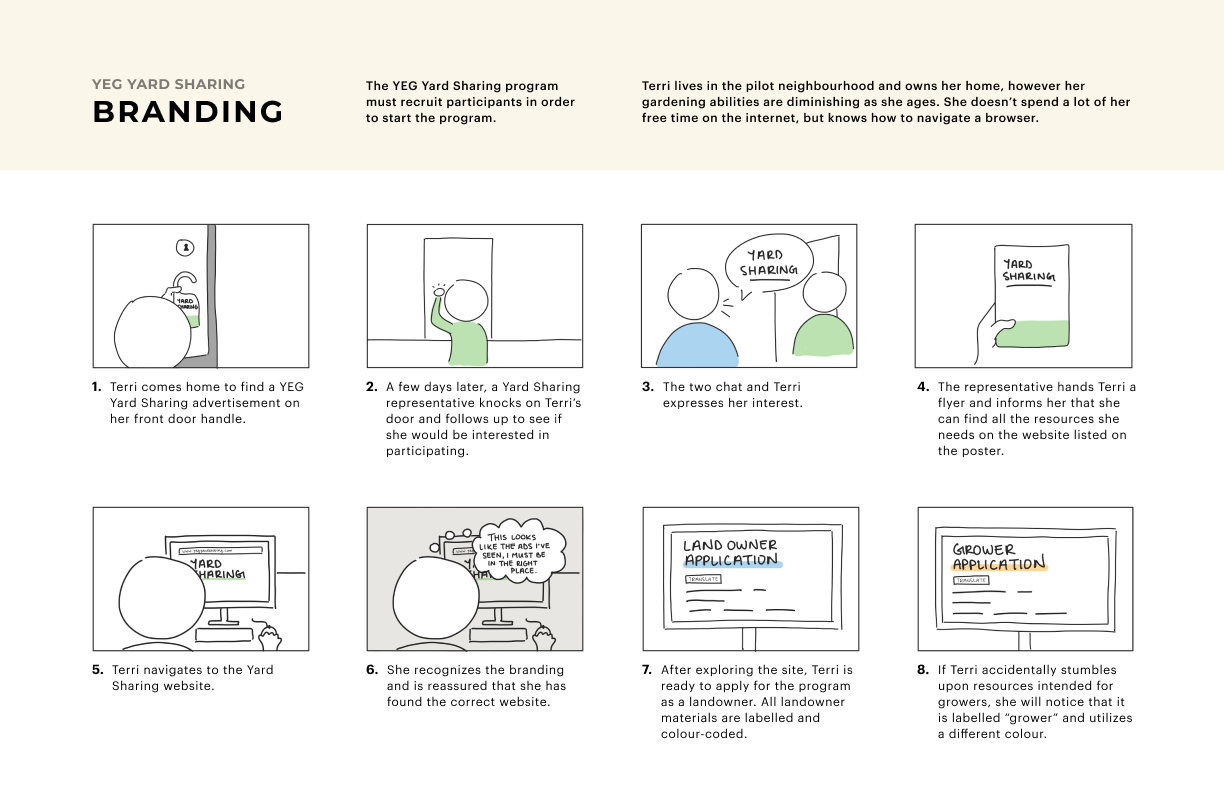 YEG YARD SHARING
BRANDING
The YEG Yard Sharing program
must recruit participants in order
to start the program.
Terri lives in the pilot neighbourhood and owns her home, however her
gardening abilities are diminishing as she ages. She doesn’t spend a lot of her
free time on the internet, but knows how to navigate a browser.
YARD
SHARING
YARD
SHARING
YARD
SHARING
1. Terri comes home to find a YEG
Yard Sharing advertisement on
her front door handle.
2. A few days later, a Yard Sharing
representative knocks on Terri’s
door and follows up to see if
she would be interested in
participating.
3. The two chat and Terri
expresses her interest.
4. The representative hands Terri a
flyer and informs her that she
can find all the resources she
needs on the website listed on
the poster.
www.yegyardsharing.com
YARD
HARING!
THIS LOOKS
LIKE THE ADS I'VE
SEEN, I MUST BE
IN THE RIGHT
PLACE.
LAND OWNER
APPLICATION
TRANSLATE
GROWER
APPLICATION
TRANSLATE
5. Terri navigates to the Yard
Sharing website.
6. She recognizes the branding
and is reassured that she has
found the correct website.
7. After exploring the site, Terri is
ready to apply for the program
as a landowner. All landowner
materials are labelled and
colour-coded.
8. If Terri accidentally stumbles
upon resources intended for
growers, she will notice that it
is labelled “grower” and utilizes
a different colour.